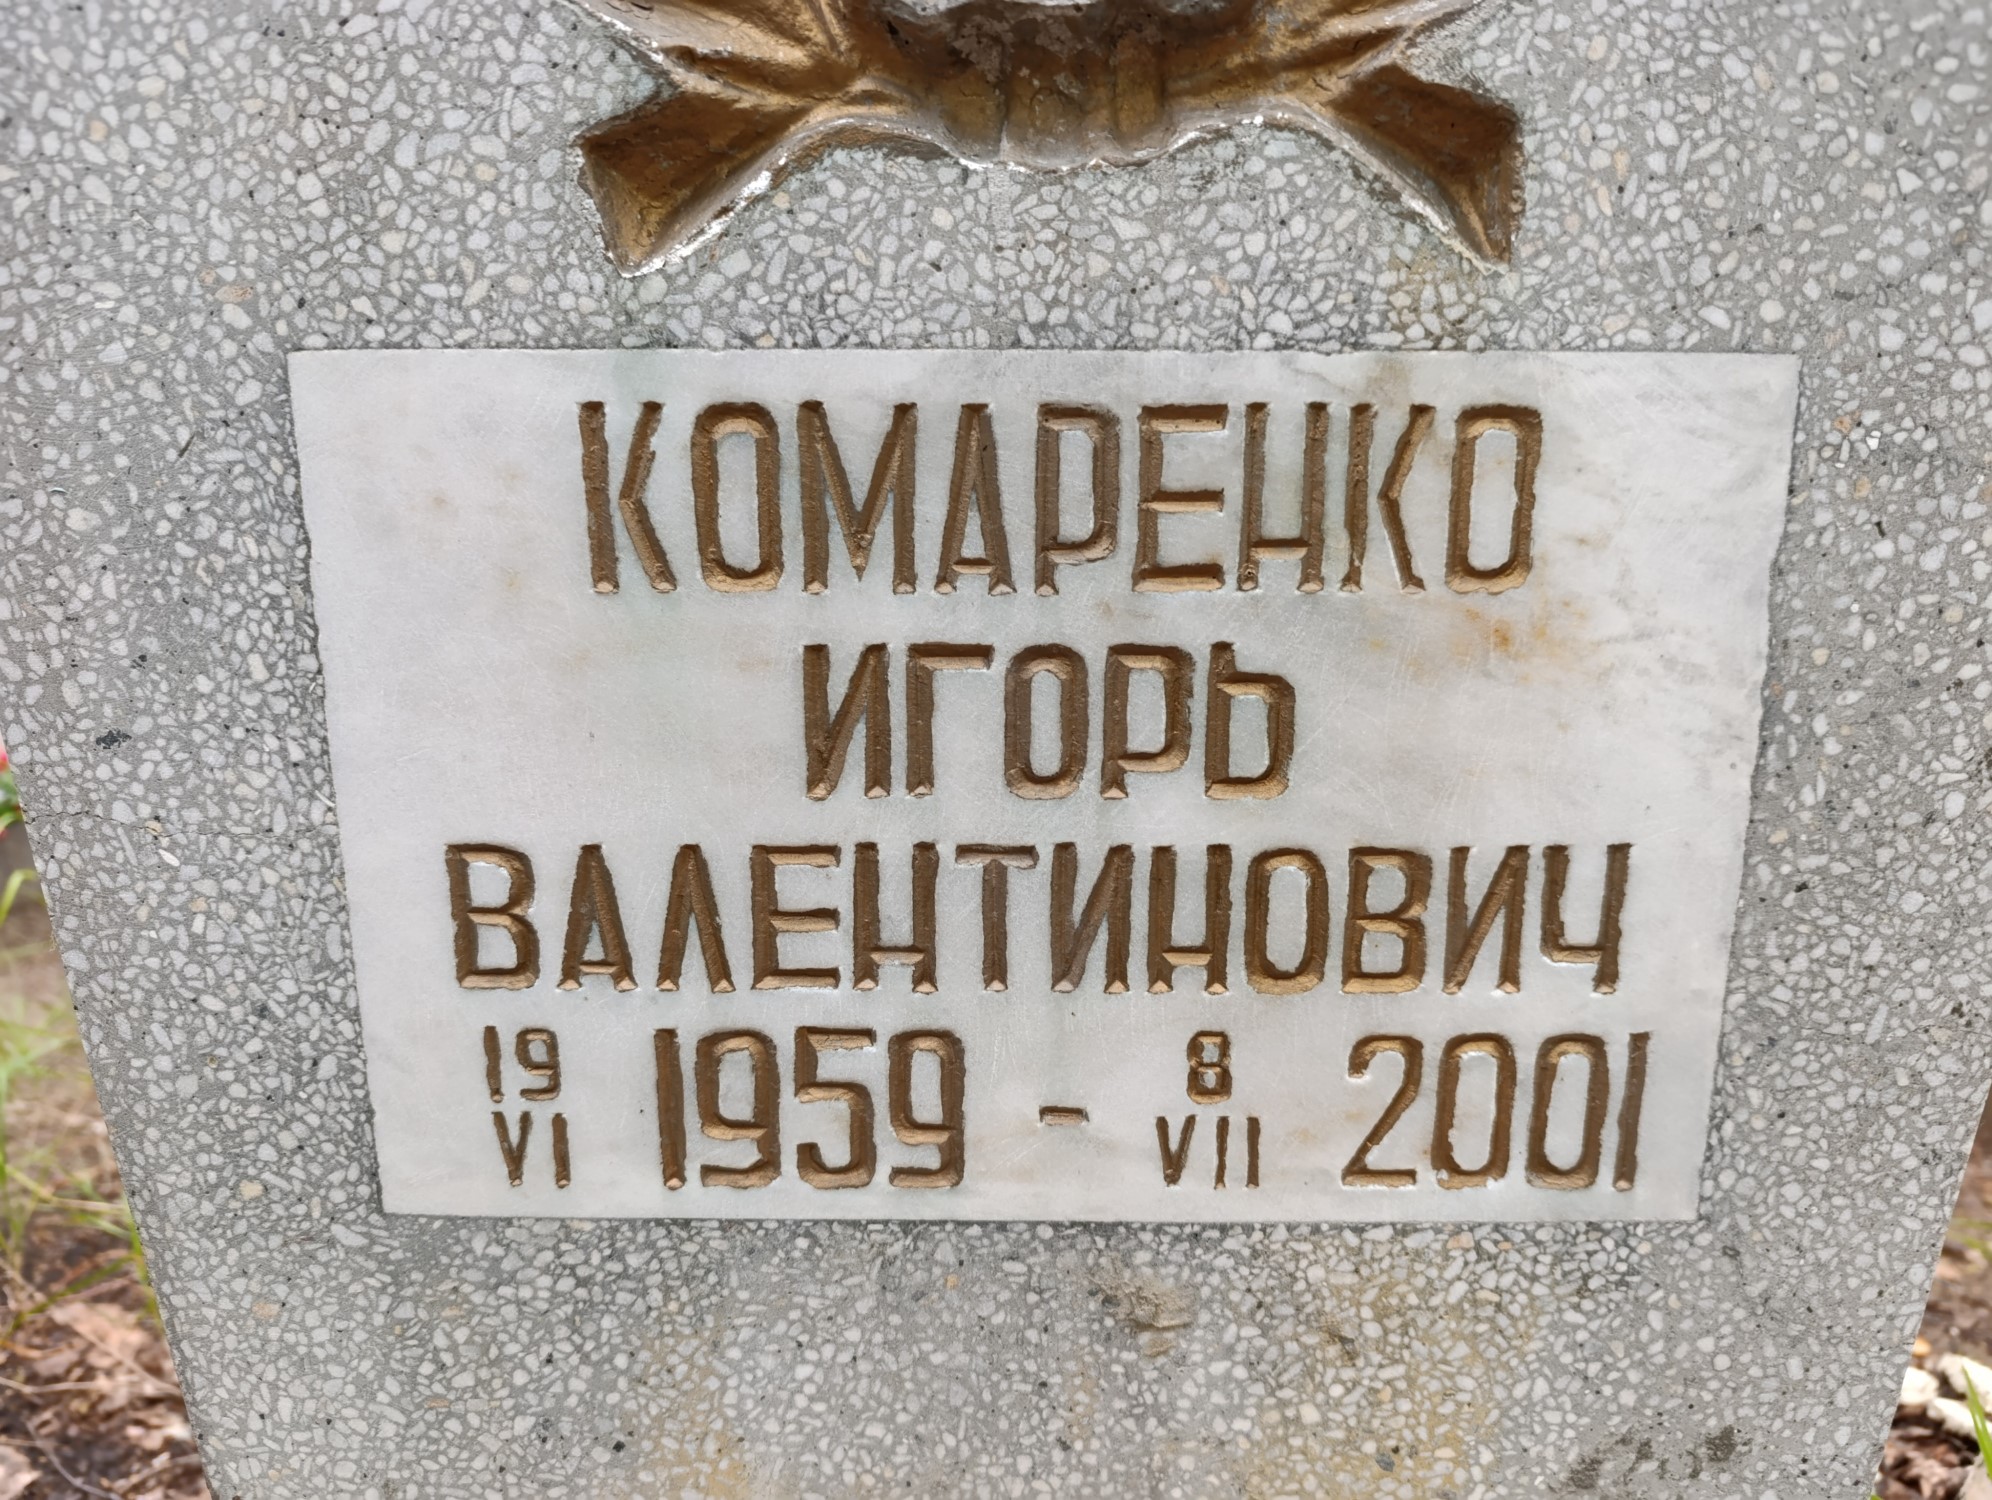 КОМАРЕНКО
ИГОРЬ
ВАЛЕНТИНОВИЧ
19 VI 1959 - 8 VII 2001